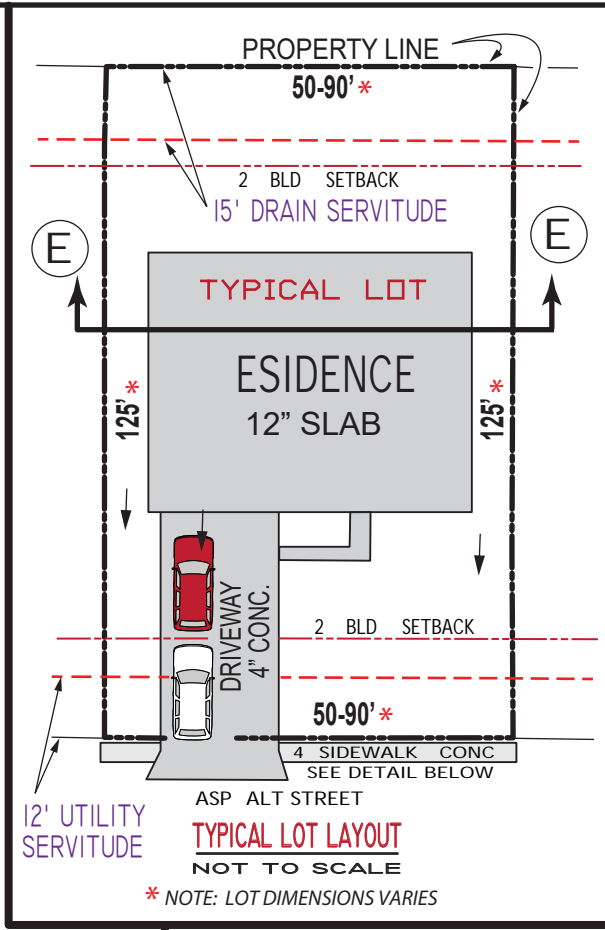 PROPERTY LINE
50-90' *
2 BLD SETBACK
15' DRAIN SERVITUDE
E
E
TYPICAL LOT
ESIDENCE
12” SLAB
125' *
125' *
DRIVEWAY
4” CONC.
2 BLD SETBACK
50-90' *
4 SIDEWALK CONC
SEE DETAIL BELOW
ASP ALT STREET
12' UTILITY
SERVITUDE
TYPICAL LOT LAYOUT
NOT TO SCALE
* NOTE: LOT DIMENSIONS VARIES